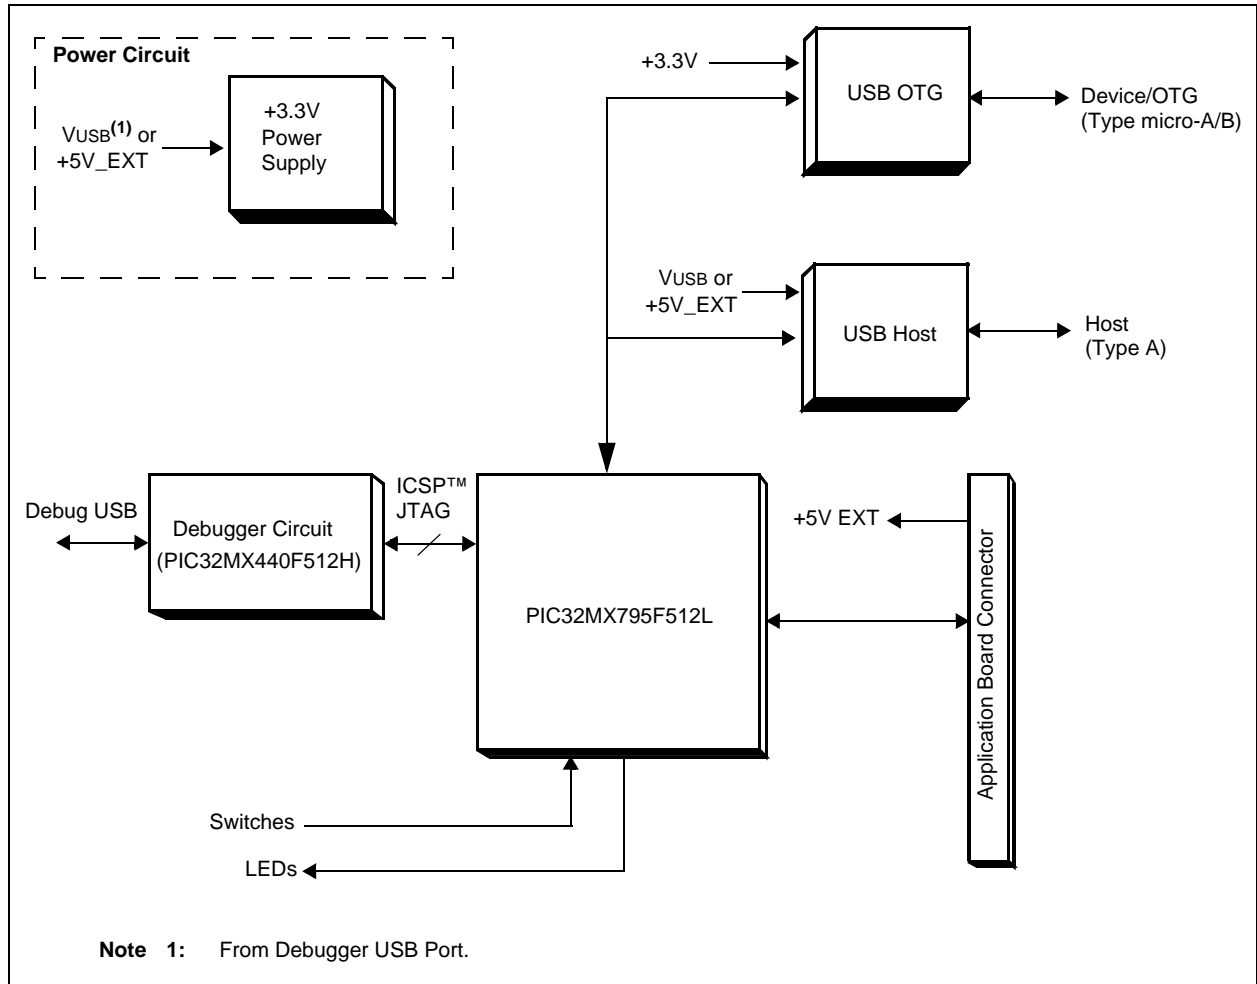 Power Circuit
+3.3V
Power
Supply
VUSB(1) or
+5V_EXT
+3.3V
USB OTG
Device/OTG
(Type micro-A/B)
VUSB or
+5V_EXT
USB Host
Host
(Type A)
Debug USB
Debugger Circuit
(PIC32MX440F512H)
ICSP™
JTAG
PIC32MX795F512L
+5V EXT
Application Board Connector
Switches
LEDs
Note 1: From Debugger USB Port.